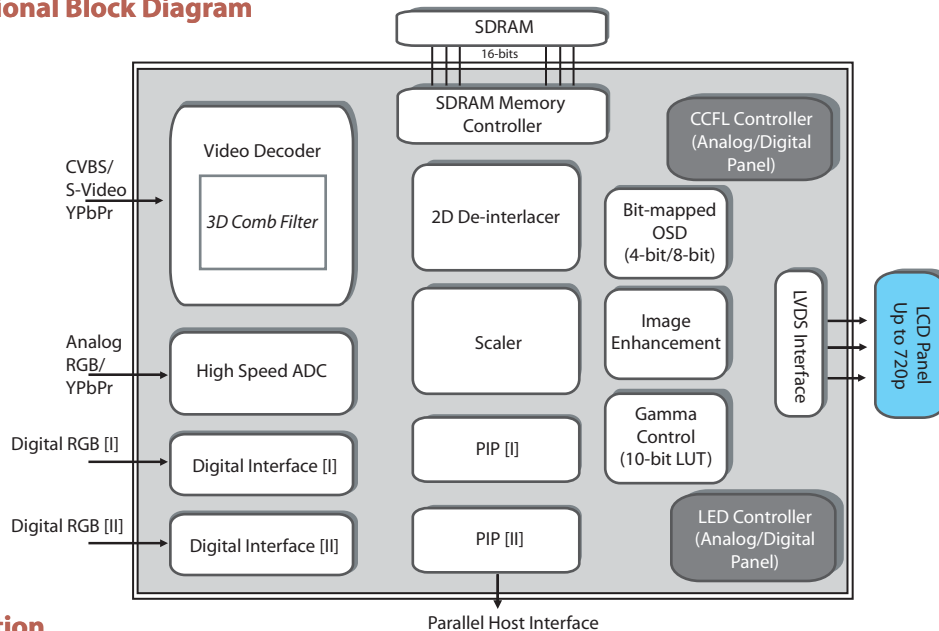 ional Block Diagram
SDRAM
16-bits
SDRAM Memory
Controller
CCFL Controller
(Analog/Digital
Panel)
Video Decoder
3D Comb Filter
CVBS/
S-Video
YPbPr
2D De-interlacer
Bit-mapped
OSD
(4-bit/8-bit)
LVDS Interface
LCD Panel
Up to 720p
Analog
RGB/
YPbPr
High Speed ADC
Scaler
Image
Enhancement
Gamma
Control
(10-bit LUT)
Digital RGB [I]
Digital Interface [I]
PIP [I]
Digital RGB [II]
Digital Interface [II]
PIP [II]
LED Controller
(Analog/Digital
Panel)
Parallel Host Interface
tion